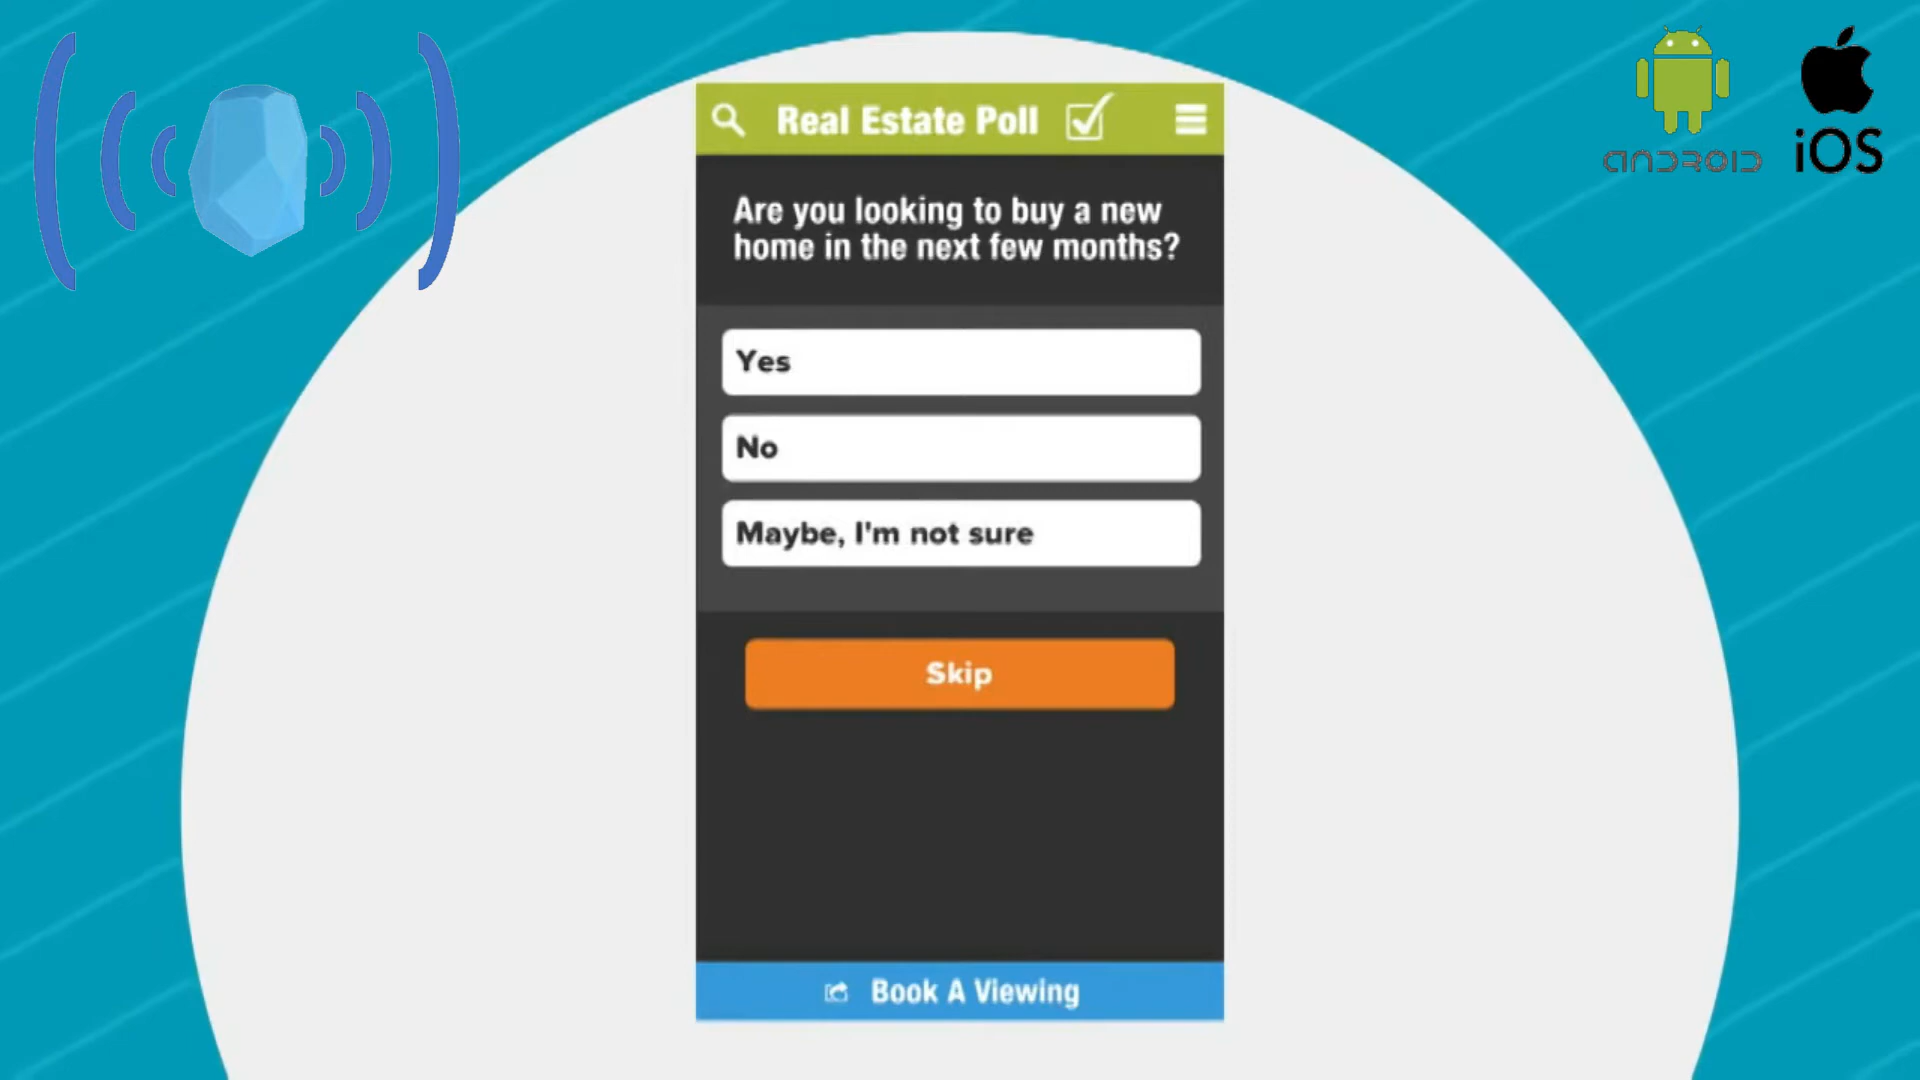 Real Estate Poll
ANDROID
iOS
Are you looking to buy a new
home in the next few months?
Yes
No
Maybe, I'm not sure
Skip
Book A Viewing